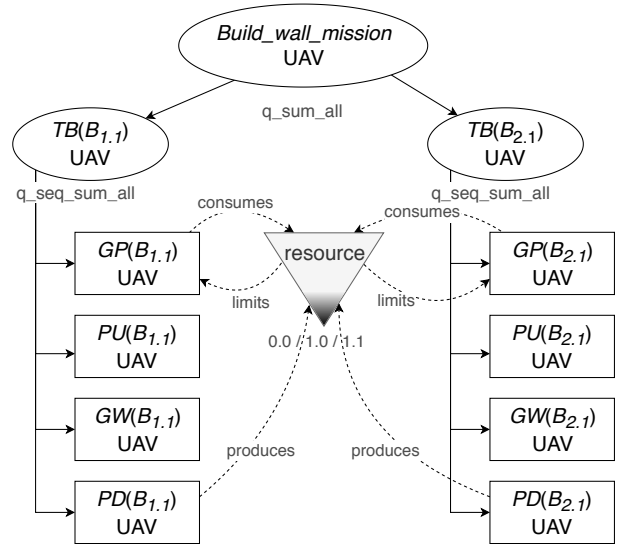 Build_wall_mission
UAV
q_sum_all
TB(B1.1)
UAV
TB(B2.1)
UAV
q_seq_sum_all
q_seq_sum_all
consumes
consumes
GP(B1.1)
UAV
resource
GP(B2.1)
UAV
limits
limits
PU(B1.1)
UAV
0.0 / 1.0 / 1.1
PU(B2.1)
UAV
GW(B1.1)
UAV
GW(B2.1)
UAV
produces
produces
PD(B1.1)
UAV
PD(B2.1)
UAV